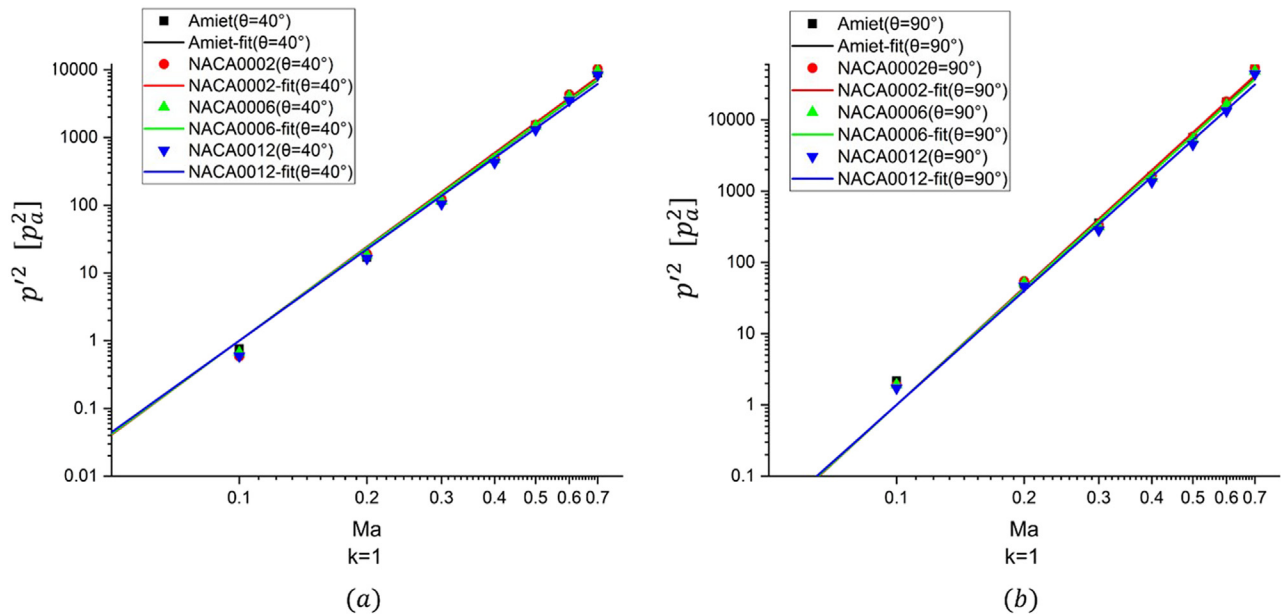 Amiet(θ=40°)
Amiet-fit(θ=40°)
NACA0002(θ=40°)
NACA0002-fit(θ=40°)
NACA0006(θ=40°)
NACA0006-fit(θ=40°)
NACA0012(θ=40°)
NACA0012-fit(θ=40°)
10000
1000
100
10
1
0.1
0.01
p′² [pₐ²]
0.1 0.2 0.3 0.4 0.5 0.6 0.7
Ma
k=1
(a)
Amiet(θ=90°)
Amiet-fit(θ=90°)
NACA0002θ=90°)
NACA0002-fit(θ=90°)
NACA0006(θ=90°)
NACA0006-fit(θ=90°)
NACA0012(θ=90°)
NACA0012-fit(θ=90°)
10000
1000
100
10
1
0.1
p′² [pₐ²]
0.1 0.2 0.3 0.4 0.5 0.6 0.7
Ma
k=1
(b)